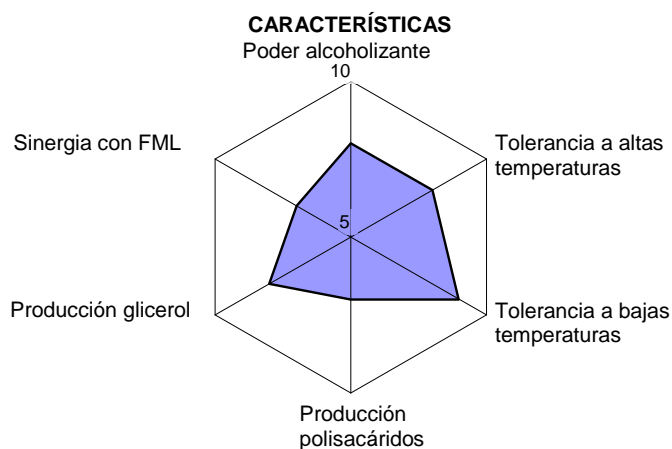 CARACTERÍSTICAS
Poder alcoholizante
10
Sinergia con FML
Tolerancia a altas
temperaturas
5
Producción glicerol
Tolerancia a bajas
temperaturas
Producción
polisacáridos